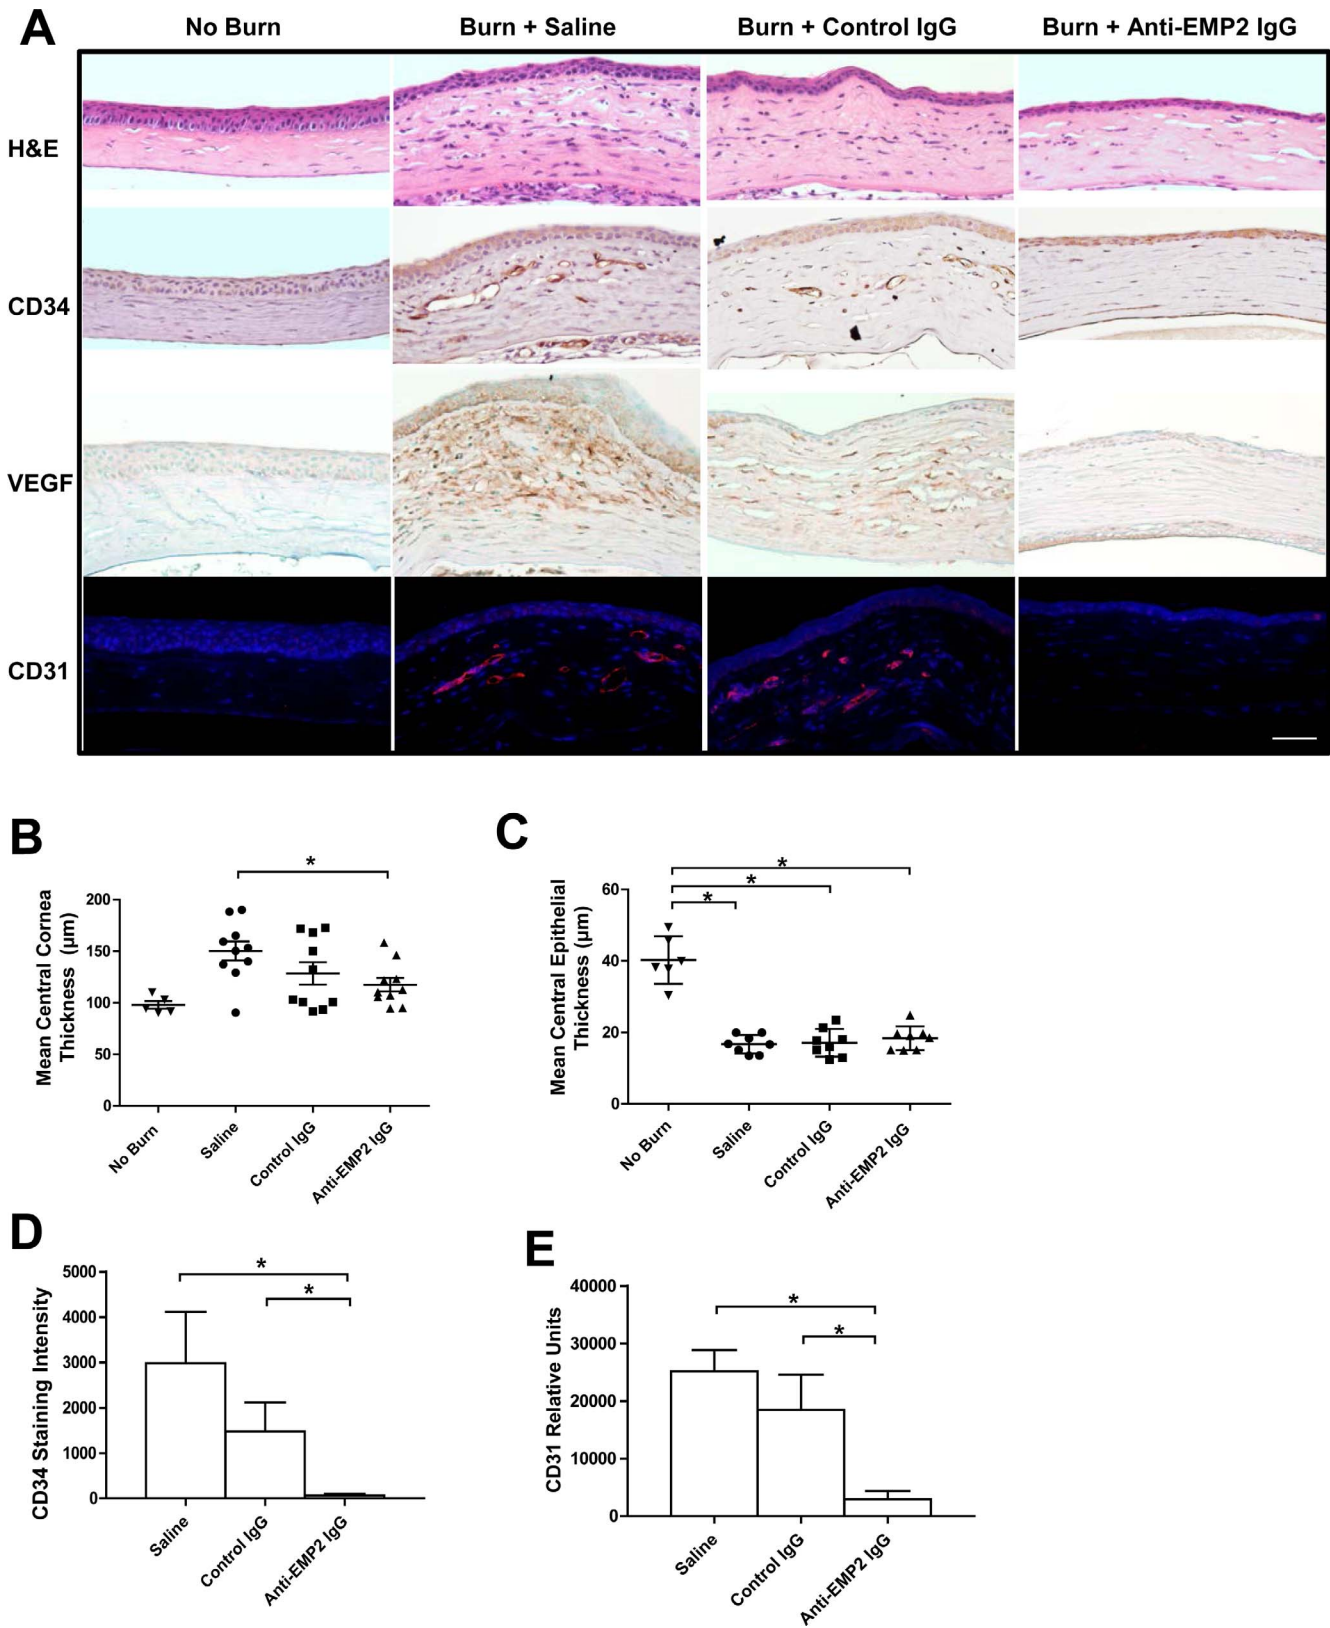 A
No Burn
Burn + Saline
Burn + Control IgG
Burn + Anti-EMP2 IgG
H&E
CD34
VEGF
CD31
B
Mean Central Cornea
Thickness (µm)
200
150
100
50
0
*
No Burn
Saline
Control IgG
Anti-EMP2 IgG
C
Mean Central Epithelial
Thickness (µm)
60
40
20
0
*
*
*
No Burn
Saline
Control IgG
Anti-EMP2 IgG
D
CD34 Staining Intensity
5000
4000
3000
2000
1000
0
*
*
Saline
Control IgG
Anti-EMP2 IgG
E
CD31 Relative Units
40000
30000
20000
10000
0
*
*
Saline
Control IgG
Anti-EMP2 IgG